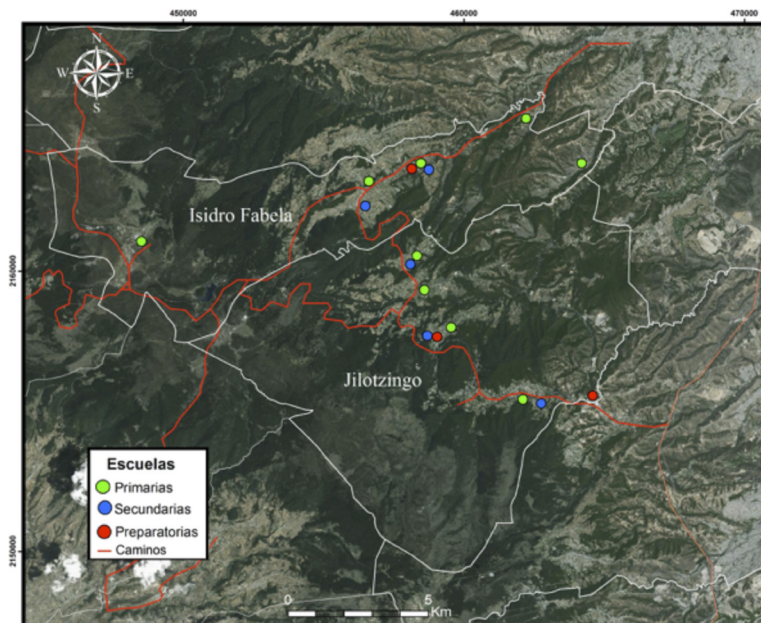 450000
460000
470000
N
W E
S
Isidro Fabela
2160000
Jilotzingo
Escuelas
Primarias
Secundarias
Preparatorias
Caminos
2150000
0 5
Km